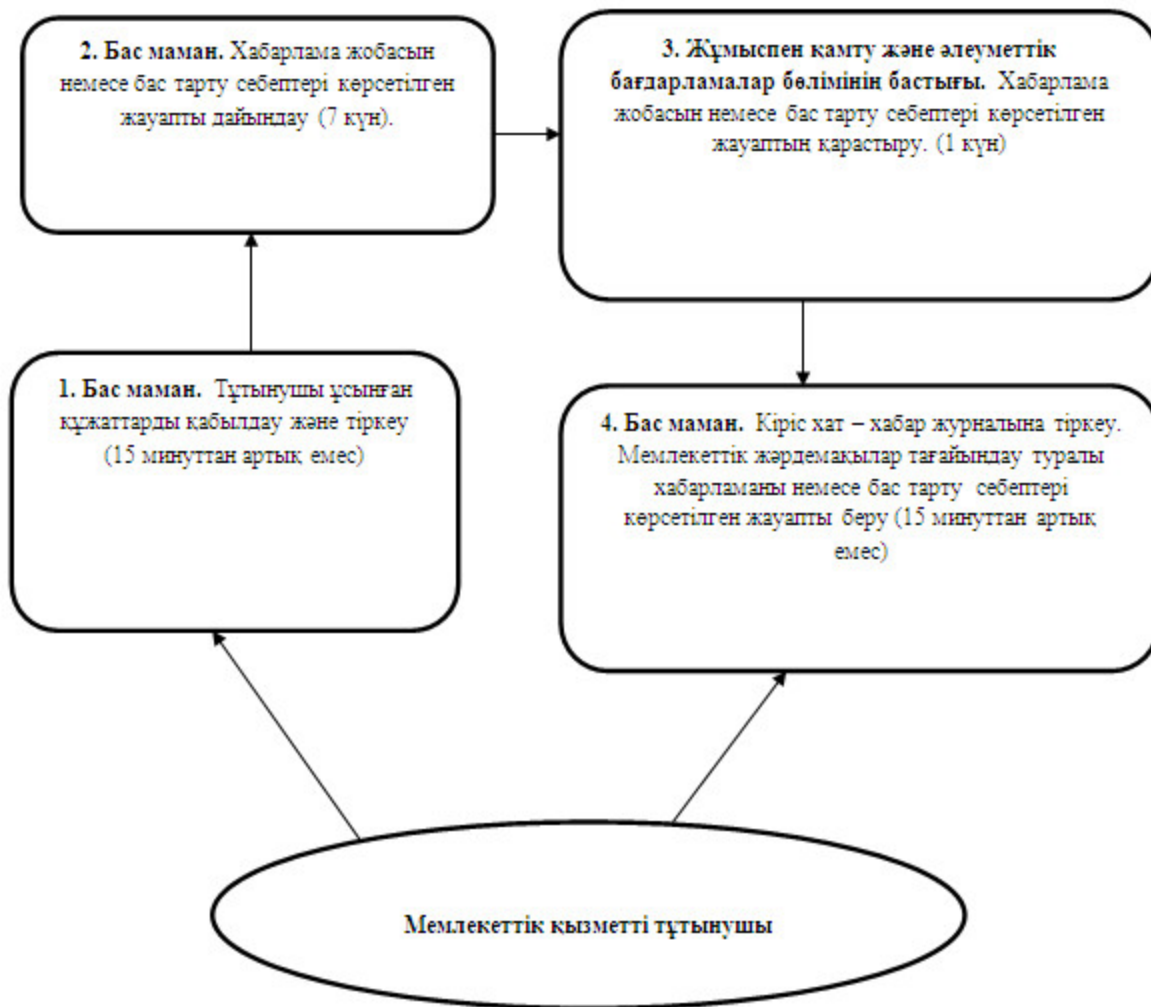 2. Бас маман. Хабарлама жобасын
немесе бас тарту себептері көрсетілген
жауапты дайындау (7 күн).
3. Жұмыспен қамту және әлеуметтік
бағдарламалар бөлімінің бастығы. Хабарлама
жобасын немесе бас тарту себептері көрсетілген
жауаптың қарастыру. (1 күн)
1. Бас маман. Тұтынушы ұсынған
құжаттарды қабылдау және тіркеу
(15 минуттан артық емес)
4. Бас маман. Кіріс хат – хабар журналына тіркеу.
Мемлекеттік жәрдемақылар тағайындау туралы
хабарламаны немесе бас тарту себептері
көрсетілген жауапты беру (15 минуттан артық
емес)
Мемлекеттік қызметті тұтынушы